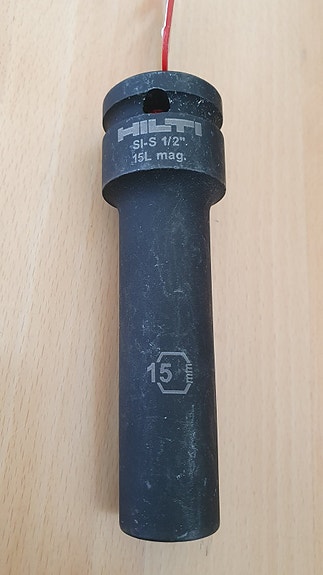 HILTI
SI-S 1/2"
15L mag.
15 mm